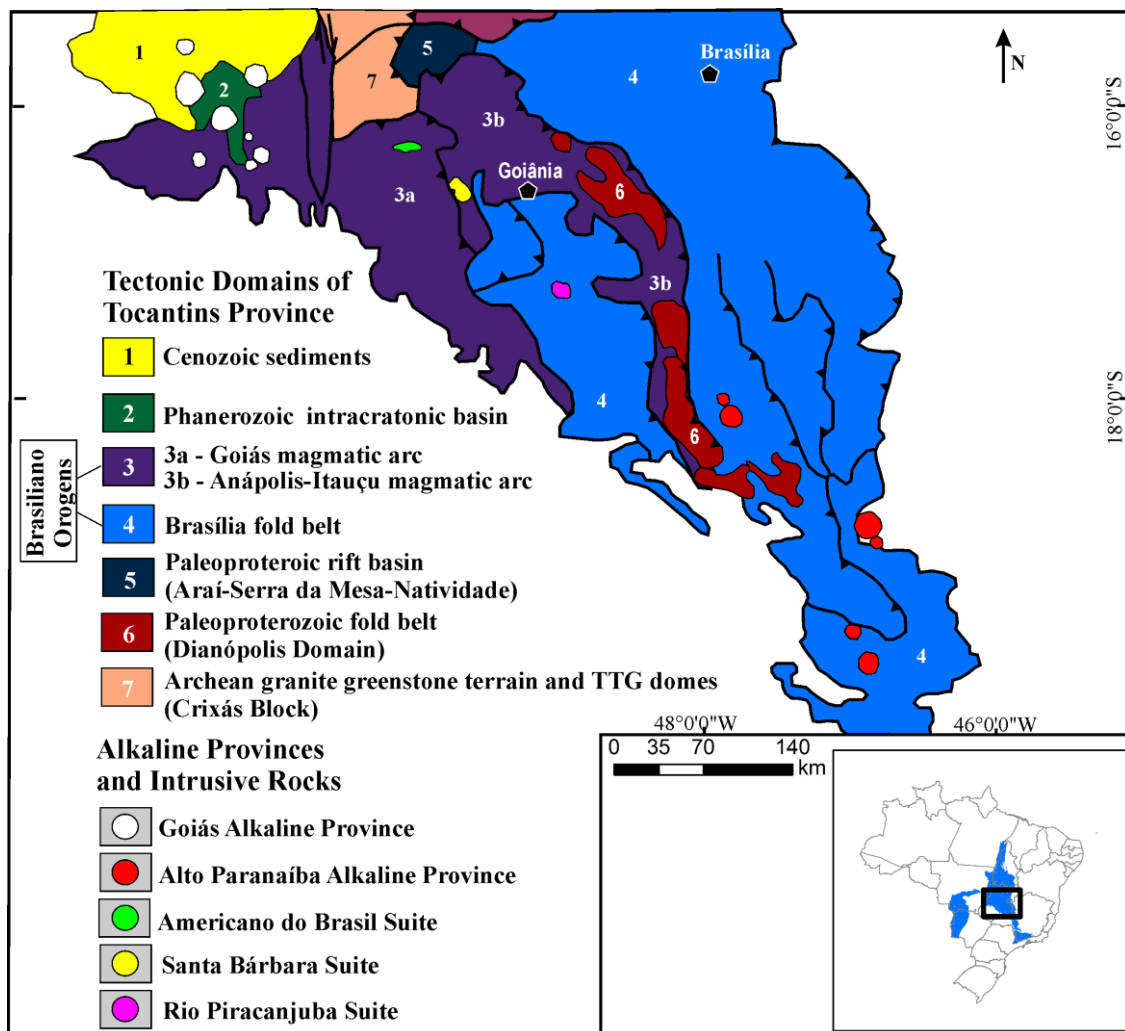 1
2
7
5
4
Brasília
N
16°0'0"S
3b
Goiânia
3a
6
3b
18°0'0"S
4
6
4
Tectonic Domains of
Tocantins Province
1 Cenozoic sediments
2 Phanerozoic intracratonic basin
Brasiliano
Orogens
3 3a - Goiás magmatic arc
3b - Anápolis-Itauçu magmatic arc
4 Brasília fold belt
5 Paleoproteroic rift basin
(Araí-Serra da Mesa-Natividade)
6 Paleoproterozoic fold belt
(Dianópolis Domain)
7 Archean granite greenstone terrain and TTG domes
(Crixás Block)
Alkaline Provinces
and Intrusive Rocks
Goiás Alkaline Province
Alto Paranaíba Alkaline Province
Americano do Brasil Suite
Santa Bárbara Suite
Rio Piracanjuba Suite
48°0'0"W
46°0'0"W
0 35 70 140
km